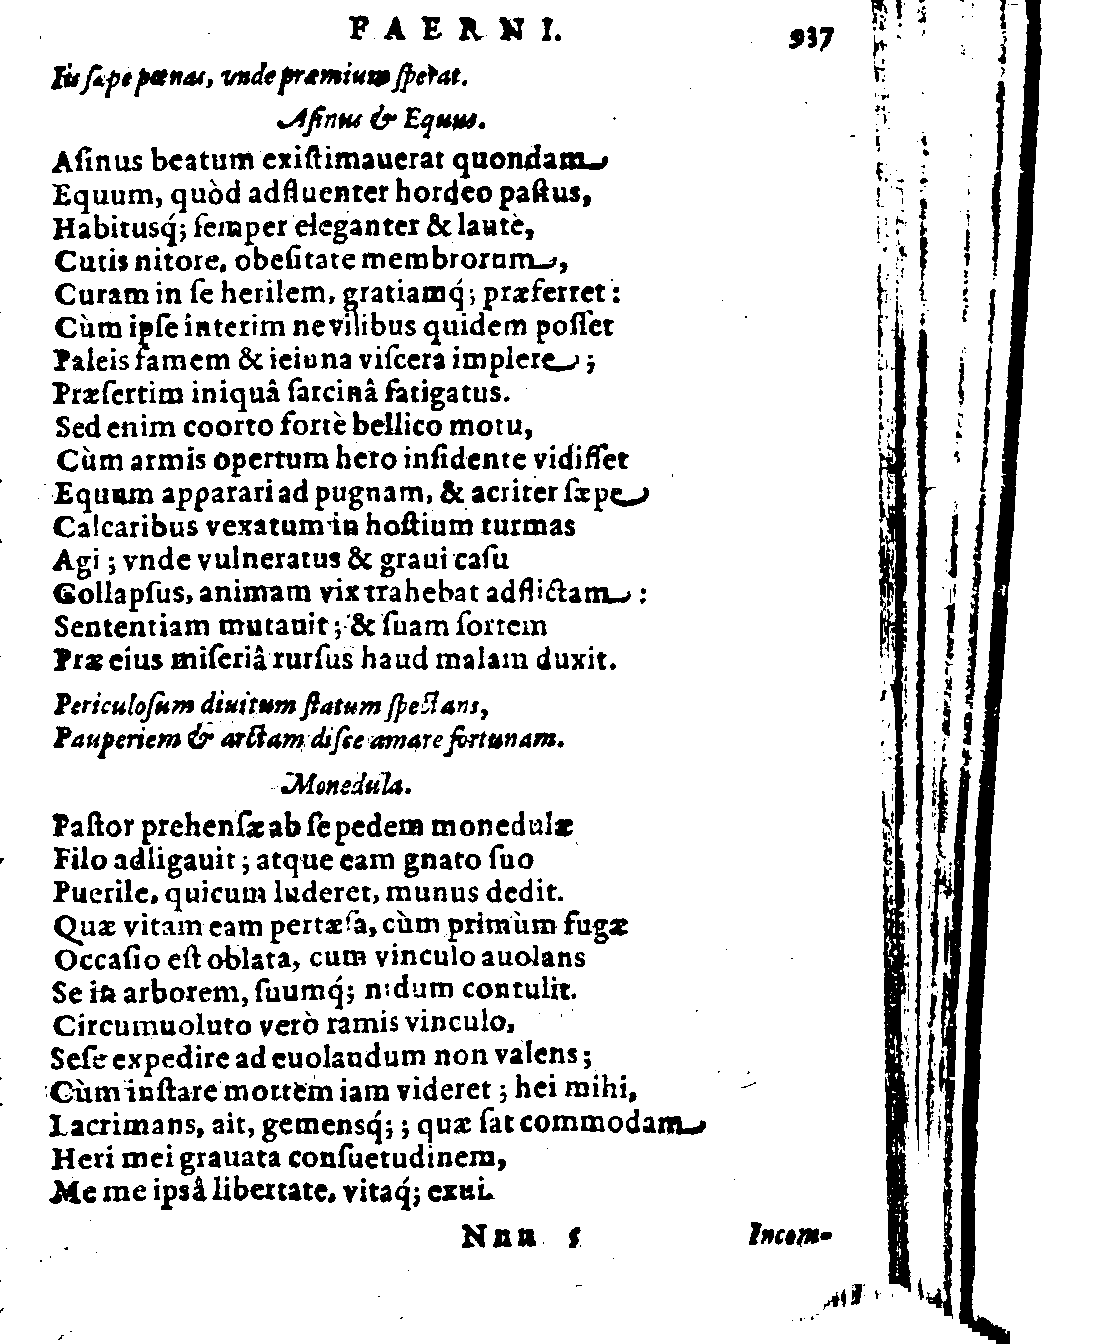 FAERNI. 937
ſæpe pœnas, vnde præmium ſperat.
Aſinus & Equus.
Aſinus beatum exiſtimauerat quondam
Equum, quòd adfluenter hordeo paſtus,
Habitusq́; ſemper eleganter & lautè,
Cutis nitore, obeſitate membrorum,
Curam in ſe herilem, gratiamq́; præferret:
Cùm ipſe interim ne vilibus quidem poſſet
Paleis famem & ieiuna viſcera implere;
Præſertim iniquâ ſarcinâ fatigatus.
Sed enim coorto fortè bellico motu,
Cùm armis opertum hero inſidente vidiſſet
Equum apparari ad pugnam, & acriter ſæpe
Calcaribus vexatum in hoſtium turmas
Agi; vnde vulneratus & graui caſu
Collapſus, animam vix trahebat adflictam:
Sententiam mutauit; & ſuam ſortem
Præ eius miſeriâ rurſus haud malam duxit.
Periculoſum diuitum ſtatum ſpectans,
Pauperiem & arctam diſce amare fortunam.
Monedula.
Paſtor prehenſæ ab ſe pedem monedulæ
Filo adligauit; atque eam gnato ſuo
Puerile, quicum luderet, munus dedit.
Quæ vitam eam pertæſa, cùm primùm fugæ
Occaſio eſt oblata, cum vinculo auolans
Se in arborem, ſuumq́; nidum contulit.
Circumuoluto verò ramis vinculo,
Seſe expedire ad euolandum non valens;
Cùm inſtare mortem iam videret; hei mihi,
Lacrimans, ait, gemensq́;; quæ ſat commodam
Heri mei grauata conſuetudinem,
Me me ipsâ libertate, vitaq́; exui.
Nnn 5 Incom-